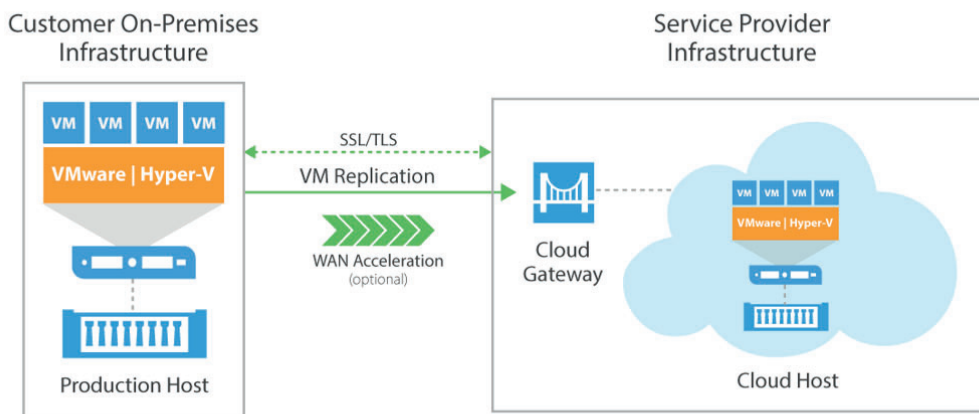 Customer On-Premises
Infrastructure
Service Provider
Infrastructure
VM VM VM VM
VMware | Hyper-V
Production Host
SSL/TLS
VM Replication
WAN Acceleration
(optional)
Cloud
Gateway
VM VM VM VM
VMware | Hyper-V
Cloud Host